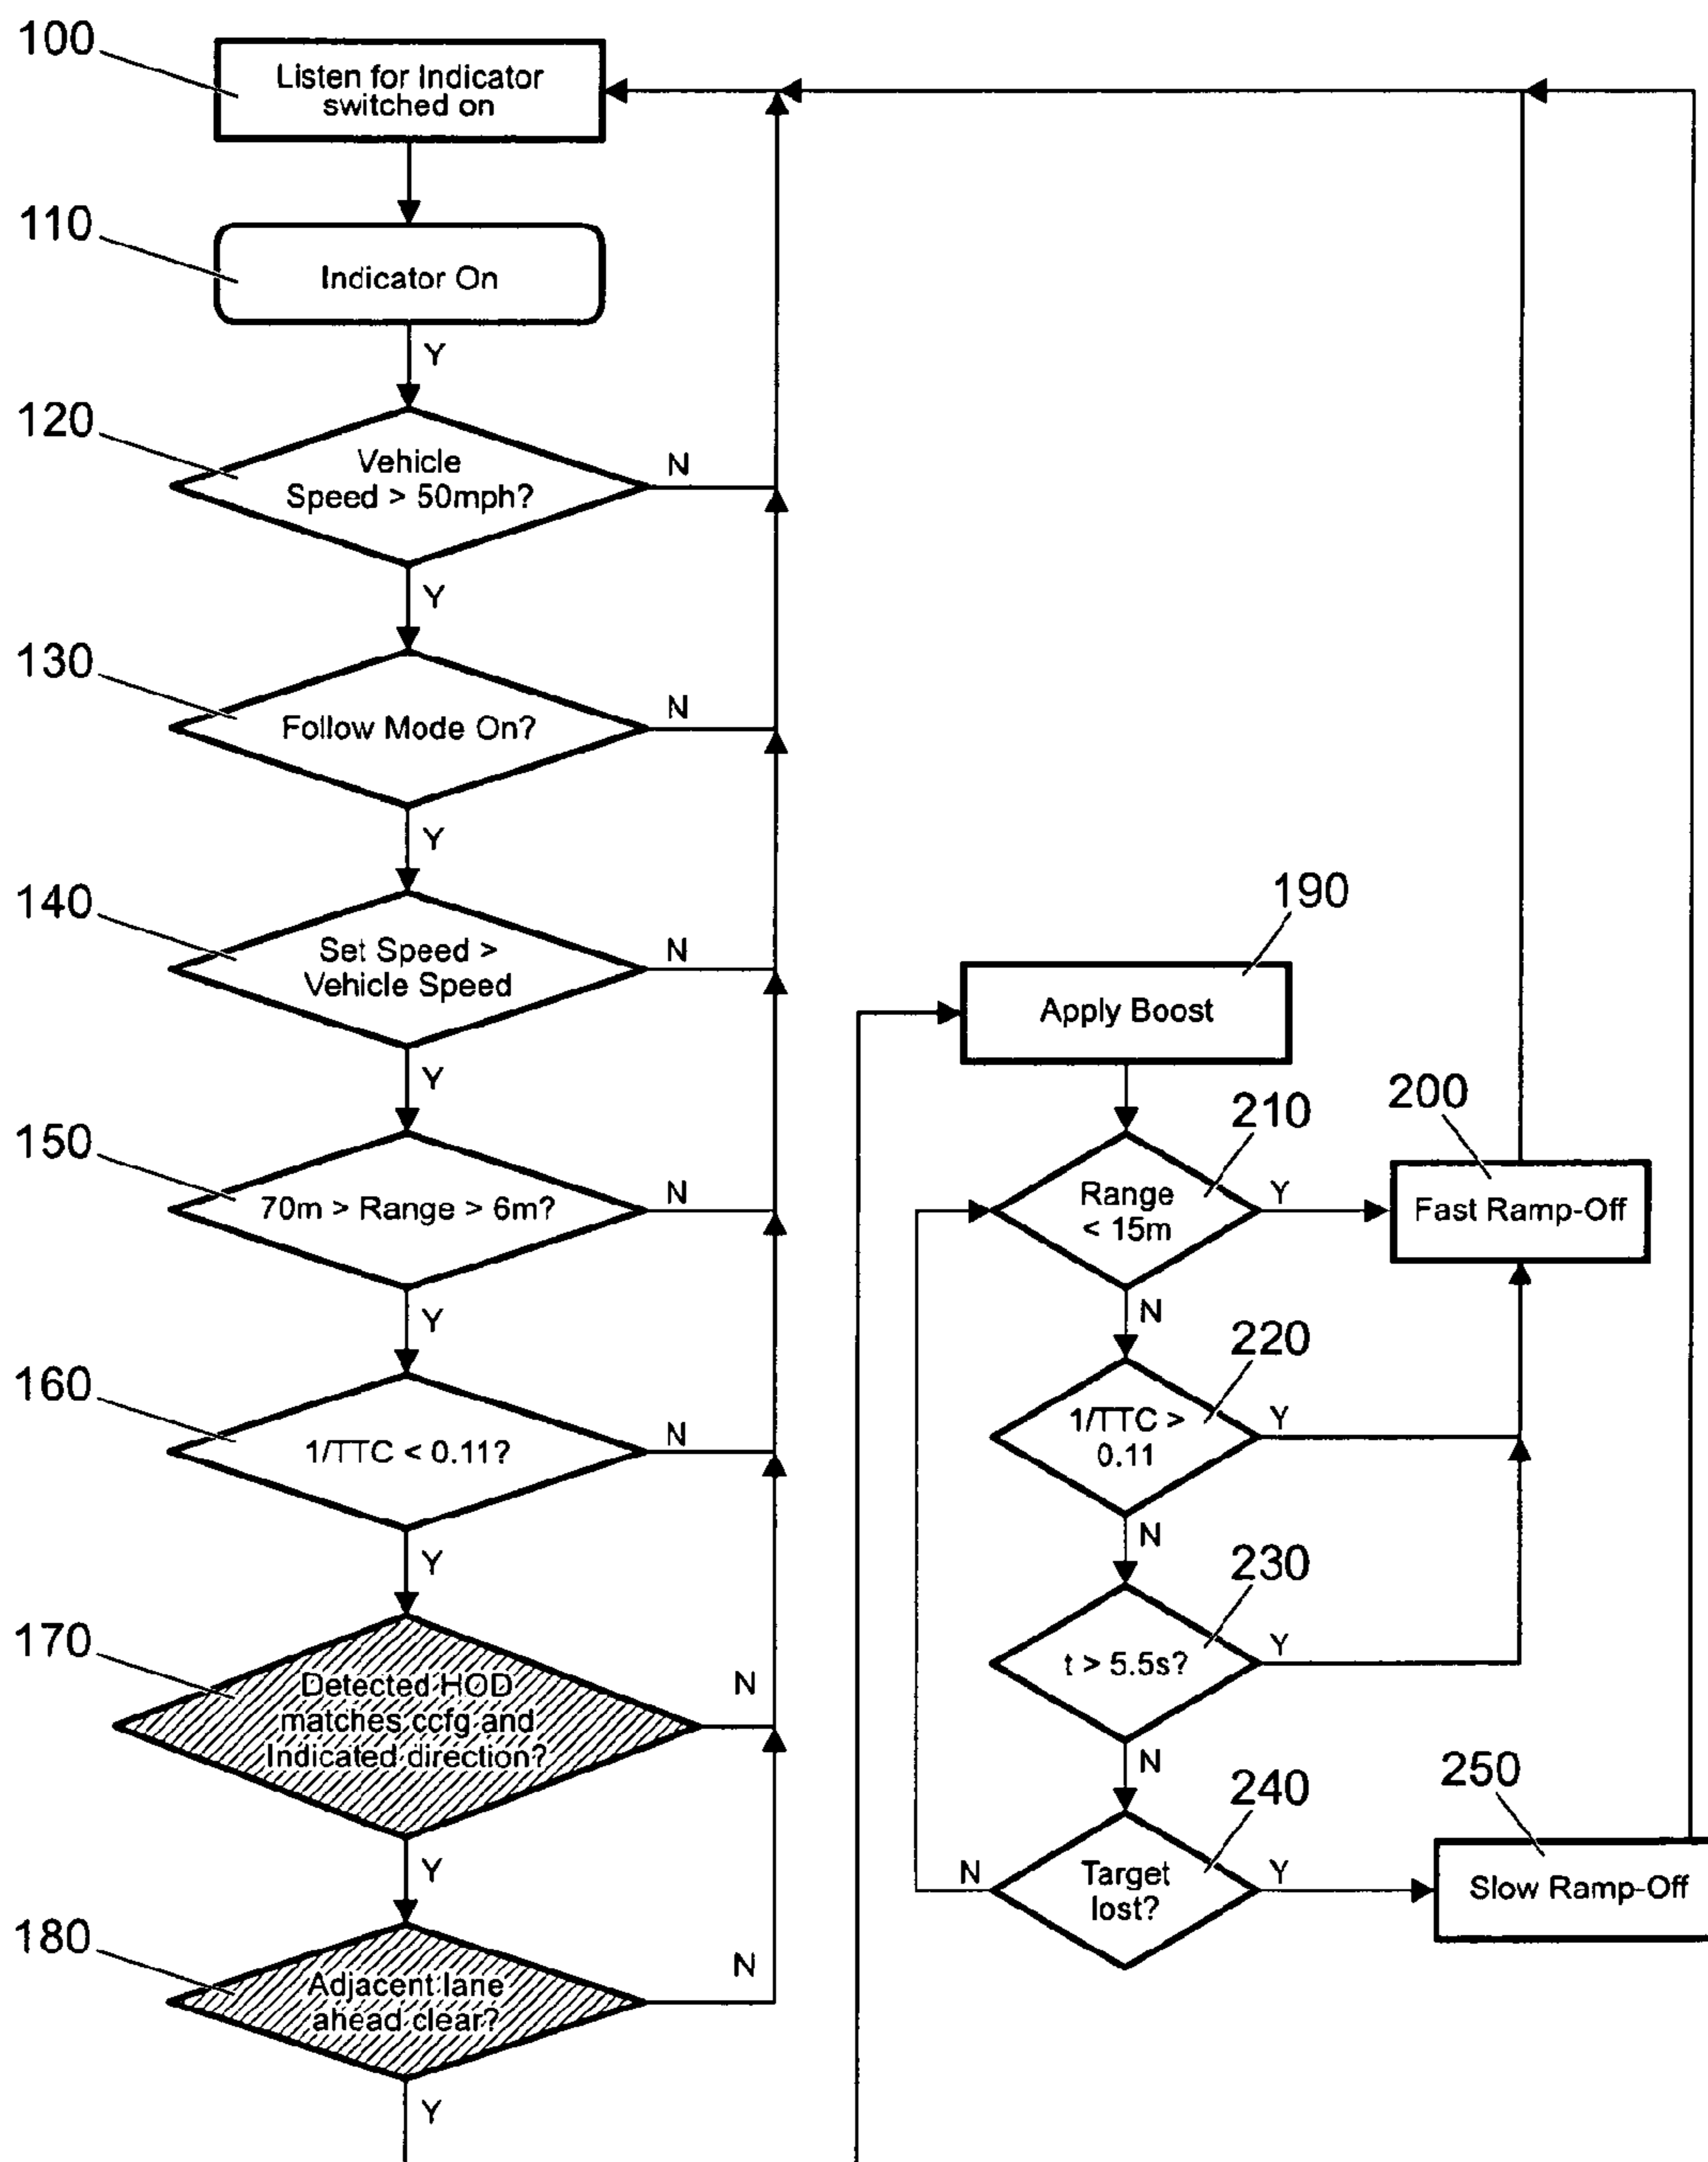 100
Listen for Indicator
switched on
110
Indicator On
Y
120
Vehicle
Speed > 50mph?
N
Y
130
Follow Mode On?
N
Y
140
Set Speed >
Vehicle Speed
N
Y
150
70m > Range > 6m?
N
Y
160
1/TTC < 0.11?
N
Y
170
Detected HOD
matches ccfg and
Indicated direction?
N
Y
180
Adjacent lane
ahead clear?
N
Y
190
Apply Boost
210
Range
< 15m
Y
N
200
Fast Ramp-Off
220
1/TTC >
0.11
Y
N
230
t > 5.5s?
Y
N
240
Target
lost?
N
Y
250
Slow Ramp-Off